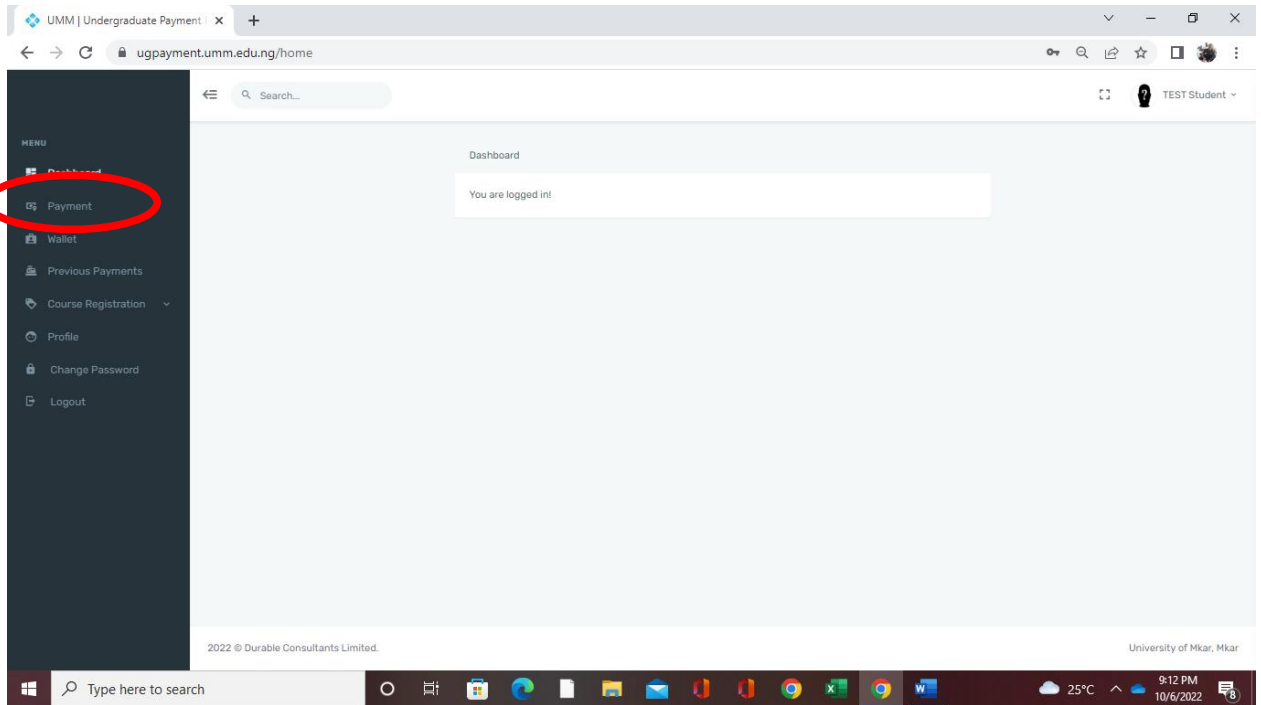 UMM | Undergraduate Payment
ugpayment.umm.edu.ng/home
Search...
TEST Student
MENU
Dashboard
Payment
Wallet
Previous Payments
Course Registration
Profile
Change Password
Logout
Dashboard
You are logged in!
2022 © Durable Consultants Limited.
University of Mkar, Mkar
Type here to search
25°C
9:12 PM
10/6/2022
8